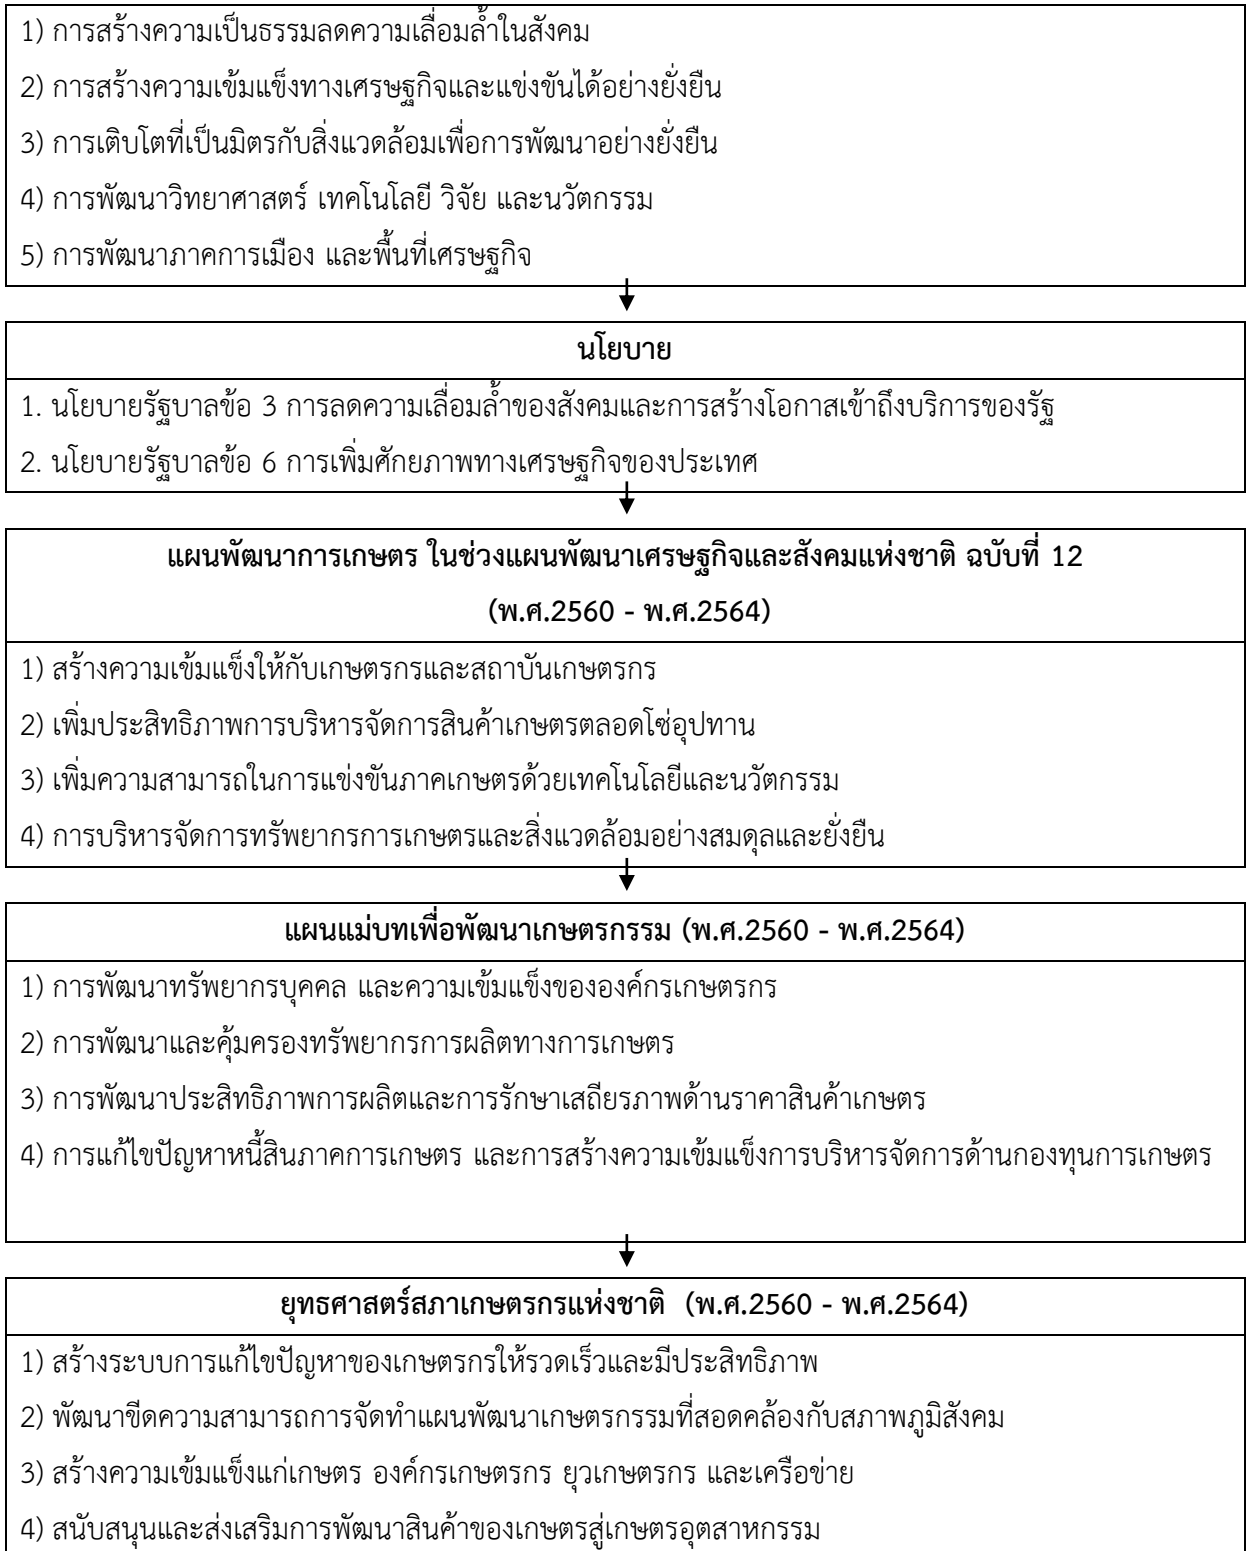 1) การสร้างความเป็นธรรมลดความเลื่อมล้ำในสังคม
2) การสร้างความเข้มแข็งทางเศรษฐกิจและแข่งขันได้อย่างยั่งยืน
3) การเติบโตที่เป็นมิตรกับสิ่งแวดล้อมเพื่อการพัฒนาอย่างยั่งยืน
4) การพัฒนาวิทยาศาสตร์ เทคโนโลยี วิจัย และนวัตกรรม
5) การพัฒนาภาคการเมือง และพื้นที่เศรษฐกิจ
นโยบาย
1. นโยบายรัฐบาลข้อ 3 การลดความเลื่อมล้ำของสังคมและการสร้างโอกาสเข้าถึงบริการของรัฐ
2. นโยบายรัฐบาลข้อ 6 การเพิ่มศักยภาพทางเศรษฐกิจของประเทศ
แผนพัฒนาการเกษตร ในช่วงแผนพัฒนาเศรษฐกิจและสังคมแห่งชาติ ฉบับที่ 12
(พ.ศ.2560 - พ.ศ.2564)
1) สร้างความเข้มแข็งให้กับเกษตรกรและสถาบันเกษตรกร
2) เพิ่มประสิทธิภาพการบริหารจัดการสินค้าเกษตรตลอดโซ่อุปทาน
3) เพิ่มความสามารถในการแข่งขันภาคเกษตรด้วยเทคโนโลยีและนวัตกรรม
4) การบริหารจัดการทรัพยากรการเกษตรและสิ่งแวดล้อมอย่างสมดุลและยั่งยืน
แผนแม่บทเพื่อพัฒนาเกษตรกรรม (พ.ศ.2560 - พ.ศ.2564)
1) การพัฒนาทรัพยากรบุคคล และความเข้มแข็งขององค์กรเกษตรกร
2) การพัฒนาและคุ้มครองทรัพยากรการผลิตทางการเกษตร
3) การพัฒนาประสิทธิภาพการผลิตและการรักษาเสถียรภาพด้านราคาสินค้าเกษตร
4) การแก้ไขปัญหาหนี้สินภาคการเกษตร และการสร้างความเข้มแข็งการบริหารจัดการด้านกองทุนการเกษตร
ยุทธศาสตร์สภาเกษตรกรแห่งชาติ (พ.ศ.2560 - พ.ศ.2564)
1) สร้างระบบการแก้ไขปัญหาของเกษตรกรให้รวดเร็วและมีประสิทธิภาพ
2) พัฒนาขีดความสามารถการจัดทำแผนพัฒนาเกษตรกรรมที่สอดคล้องกับสภาพภูมิสังคม
3) สร้างความเข้มแข็งแก่เกษตร องค์กรเกษตรกร ยุวเกษตรกร และเครือข่าย
4) สนับสนุนและส่งเสริมการพัฒนาสินค้าของเกษตรสู่เกษตรอุตสาหกรรม